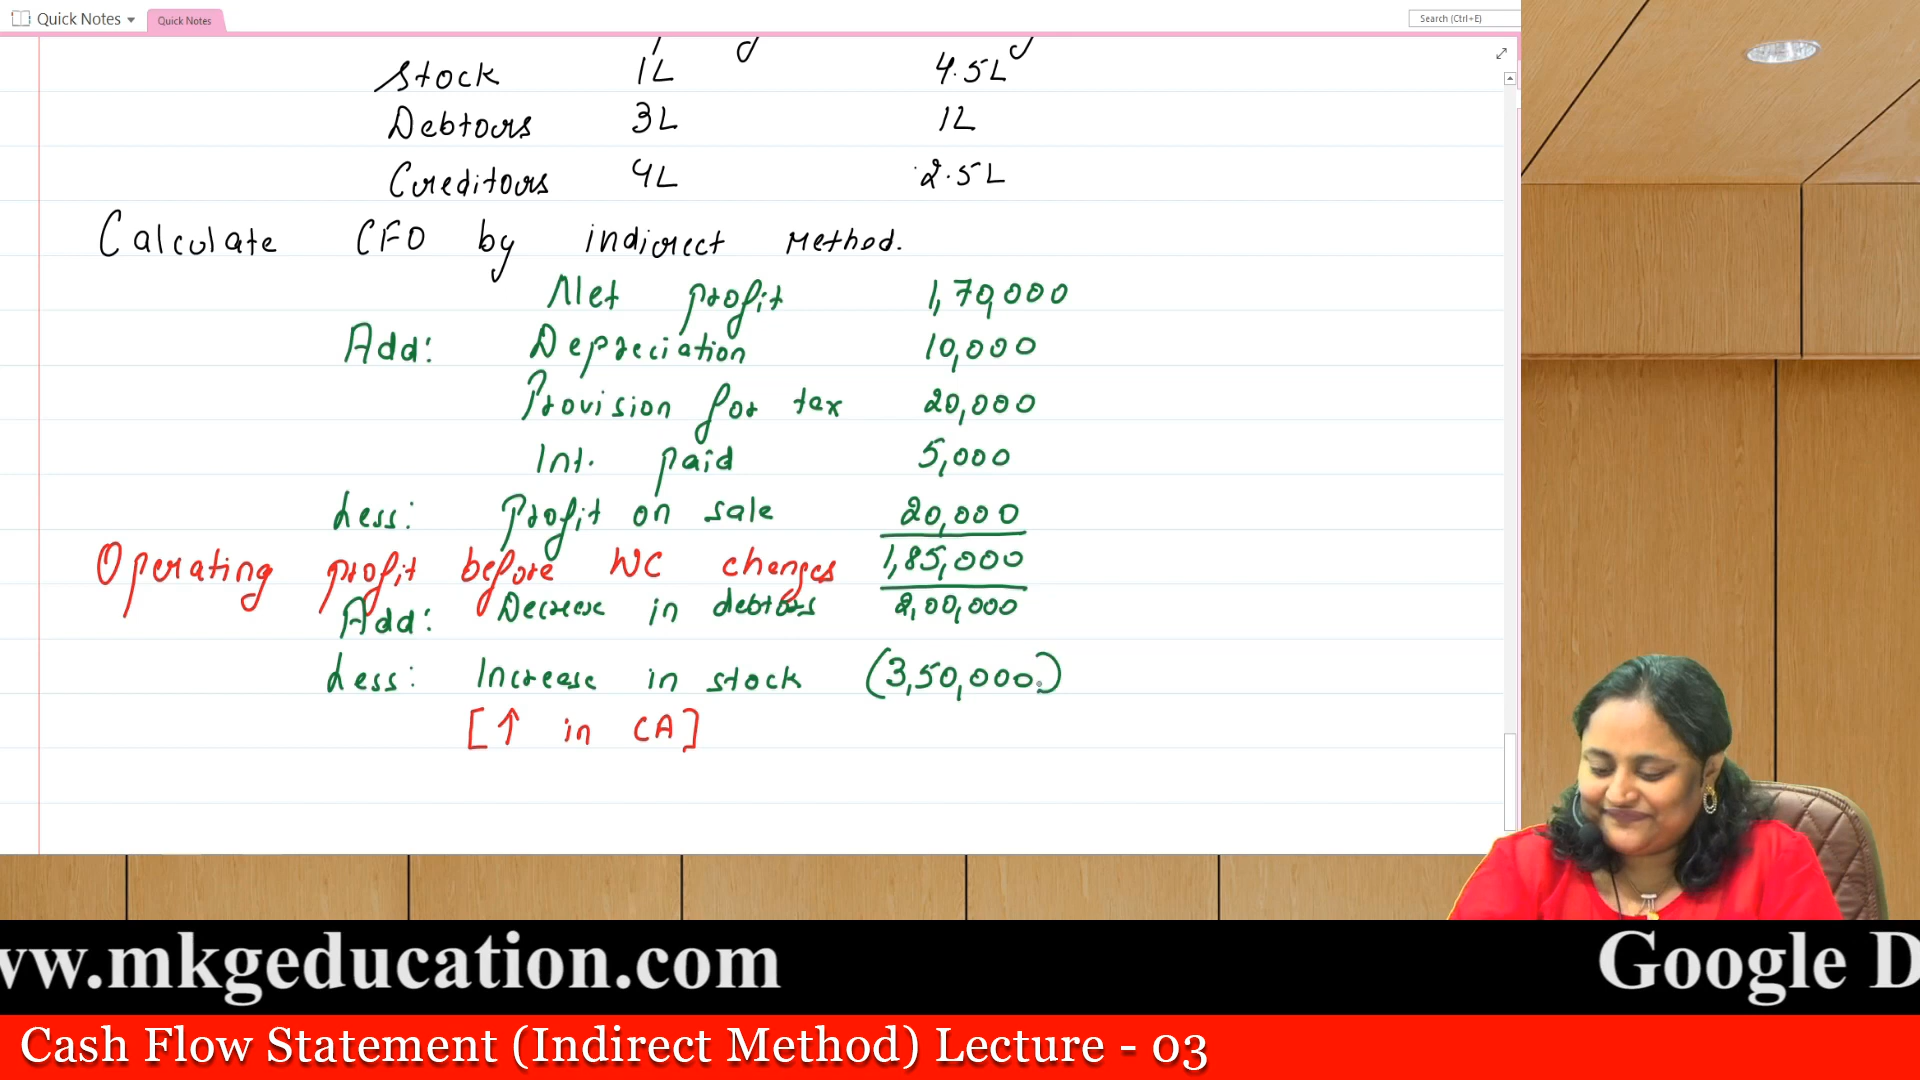 Quick Notes Quick Notes Search (Ctrl+E)
Stock 1L 4.5L
Debtors 3L 1L
Creditors 4L 2.5L
Calculate CFO by indirect Method.
Net profit 1,70,000
Add: Depreciation 10,000
Provision for tax 20,000
Int. paid 5,000
Less: Profit on sale 20,000
Operating profit before WC changes 1,85,000
Add: Decrease in debtors 2,00,000
Less: Increase in stock (3,50,000)
[↑ in CA]
ww.mkgeducation.com Google D
Cash Flow Statement (Indirect Method) Lecture - 03